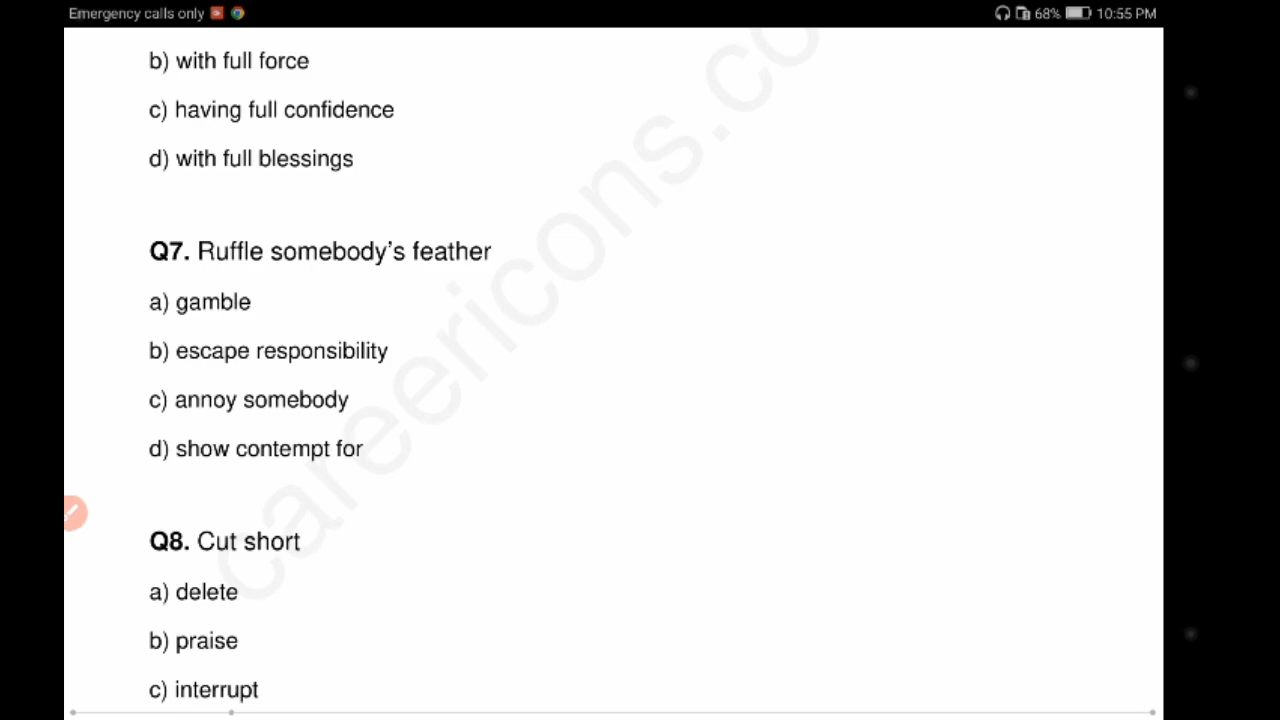 Emergency calls only
68% 10:55 PM
b) with full force
c) having full confidence
d) with full blessings
Q7. Ruffle somebody’s feather
a) gamble
b) escape responsibility
c) annoy somebody
d) show contempt for
Q8. Cut short
a) delete
b) praise
c) interrupt
careericons.co